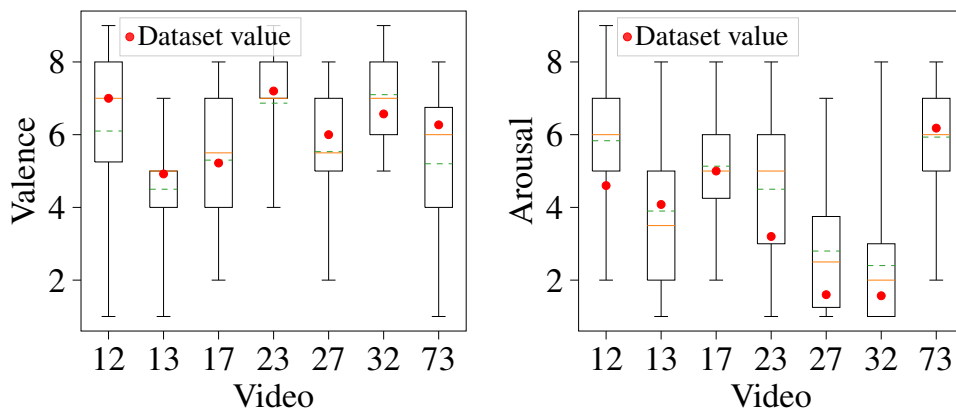 Dataset value
8
6
4
2
Valence
12 13 17 23 27 32 73
Video
Dataset value
8
6
4
2
Arousal
12 13 17 23 27 32 73
Video